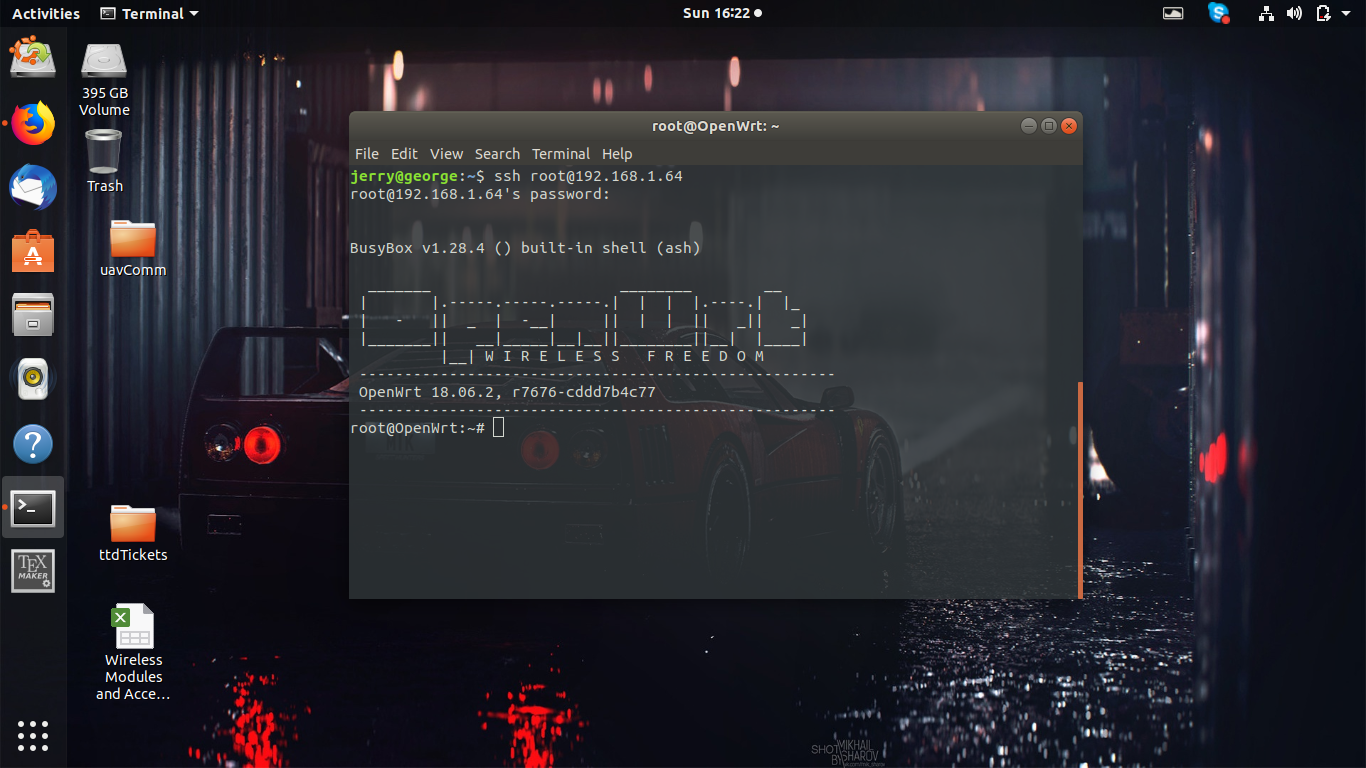 Activities
Terminal
Sun 16:22
395 GB
Volume
Trash
uavComm
ttdTickets
Wireless
Modules
and Acce…
TEX
MAKER
root@OpenWrt: ~
File Edit View Search Terminal Help
jerry@george:~$ ssh root@192.168.1.64
root@192.168.1.64's password:
BusyBox v1.28.4 () built-in shell (ash)
OpenWrt
W I R E L E S S   F R E E D O M
-----------------------------------------------------
OpenWrt 18.06.2, r7676-cddd7b4c77
-----------------------------------------------------
root@OpenWrt:~#
SHOT
BY
MIKHAIL
SHAROV